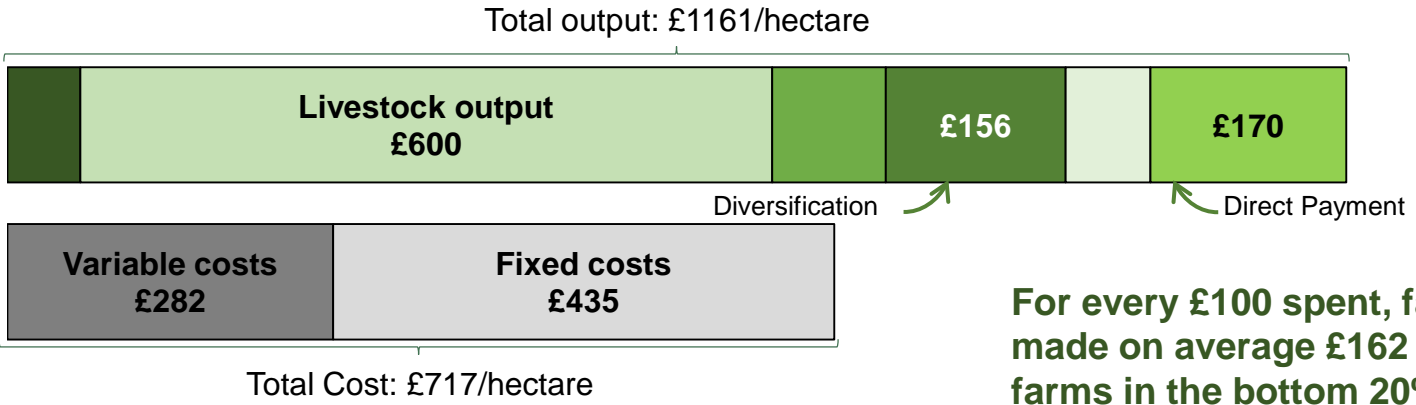 Total output: £1161/hectare
Livestock output
£600
£156
£170
Diversification
Direct Payment
Variable costs
£282
Fixed costs
£435
Total Cost: £717/hectare
For every £100 spent, 
made on average £162
farms in the bottom